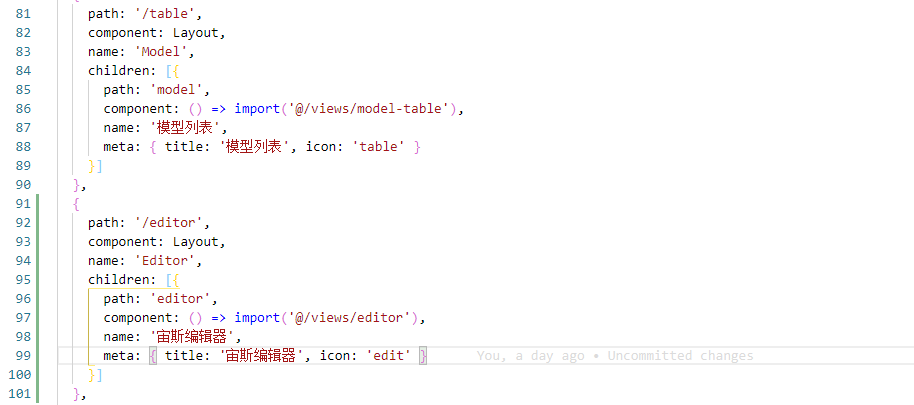 81 path: '/table',
82 component: Layout,
83 name: 'Model',
84 children: [{
85 path: 'model',
86 component: () => import('@/views/model-table'),
87 name: '模型列表',
88 meta: { title: '模型列表', icon: 'table' }
89 }]
90 },
91 {
92 path: '/editor',
93 component: Layout,
94 name: 'Editor',
95 children: [{
96 path: 'editor',
97 component: () => import('@/views/editor'),
98 name: '宙斯编辑器',
99 meta: { title: '宙斯编辑器', icon: 'edit' } You, a day ago • Uncommitted changes
100 }]
101 },